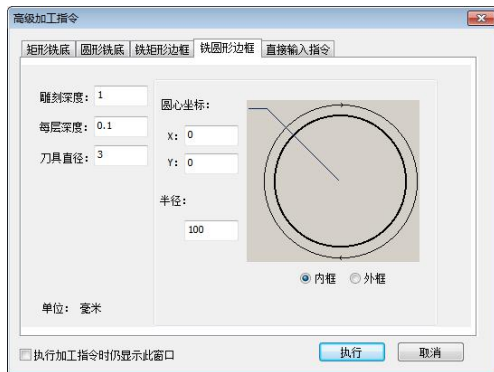 高级加工指令
矩形铣底 圆形铣底 铣矩形边框 铣圆形边框 直接输入指令
雕刻深度: 1
每层深度: 0.1
刀具直径: 3
圆心坐标:
X: 0
Y: 0
半径:
100
内框 外框
单位: 毫米
执行加工指令时仍显示此窗口
执行 取消